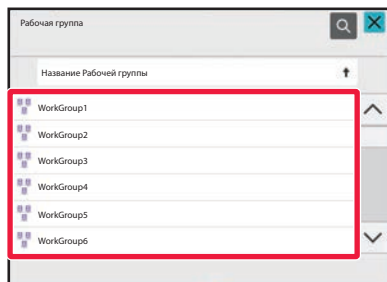 Рабочая группа
Название Рабочей группы
WorkGroup1
WorkGroup2
WorkGroup3
WorkGroup4
WorkGroup5
WorkGroup6